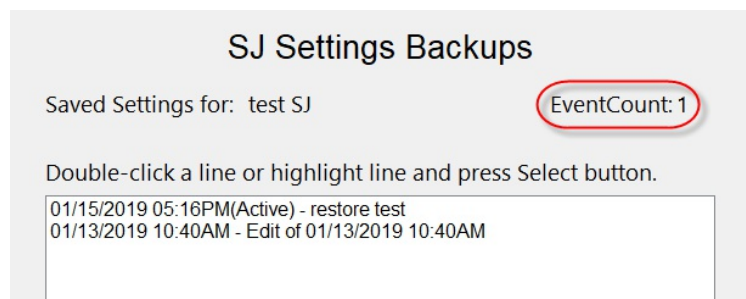 SJ Settings Backups
Saved Settings for: test SJ EventCount: 1
Double-click a line or highlight line and press Select button.
01/15/2019 05:16PM(Active) - restore test
01/13/2019 10:40AM - Edit of 01/13/2019 10:40AM